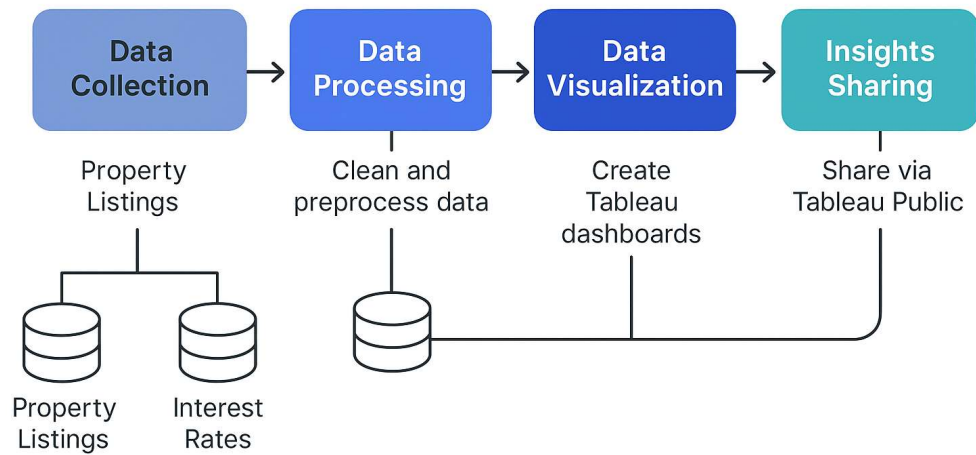 Data
Collection
Data
Processing
Data
Visualization
Insights
Sharing
Property
Listings
Clean and
preprocess data
Create
Tableau
dashboards
Share via
Tableau Public
Property
Listings
Interest
Rates